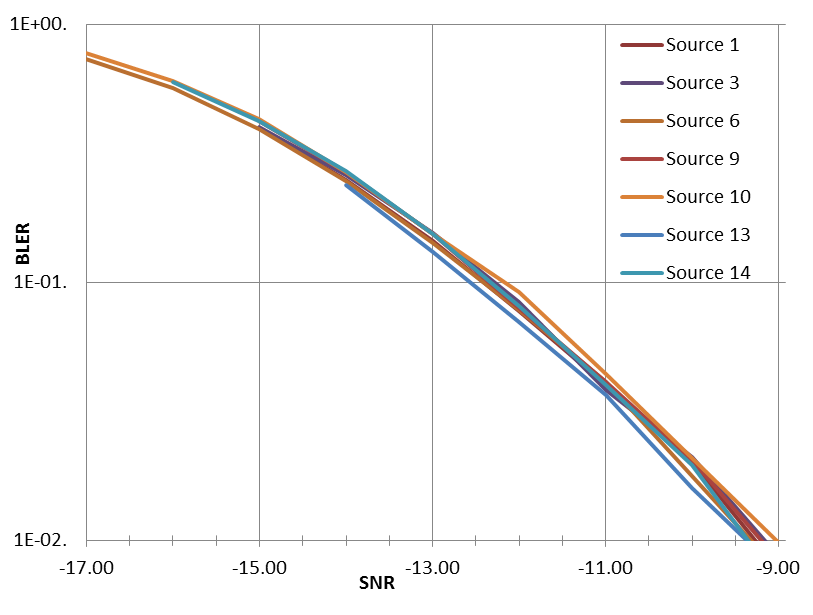 1E+00.
Source 1
Source 3
Source 6
Source 9
Source 10
Source 13
Source 14
BLER
1E-01.
1E-02.
-17.00 -15.00 -13.00 -11.00 -9.00
SNR